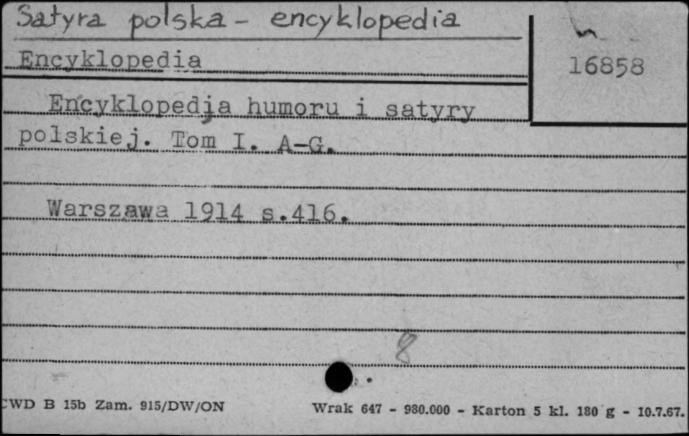 Satyra polska - encyklopedia
Encyklopedia
16858
Encyklopedja humoru i satyry
polskiej. Tom I. A-G.
Warszawa 1914 s.416.
8
CWD B 15b Zam. 915/DW/ON
Wrak 647 - 980.000 - Karton 5 kl. 180 g - 10.7.67.